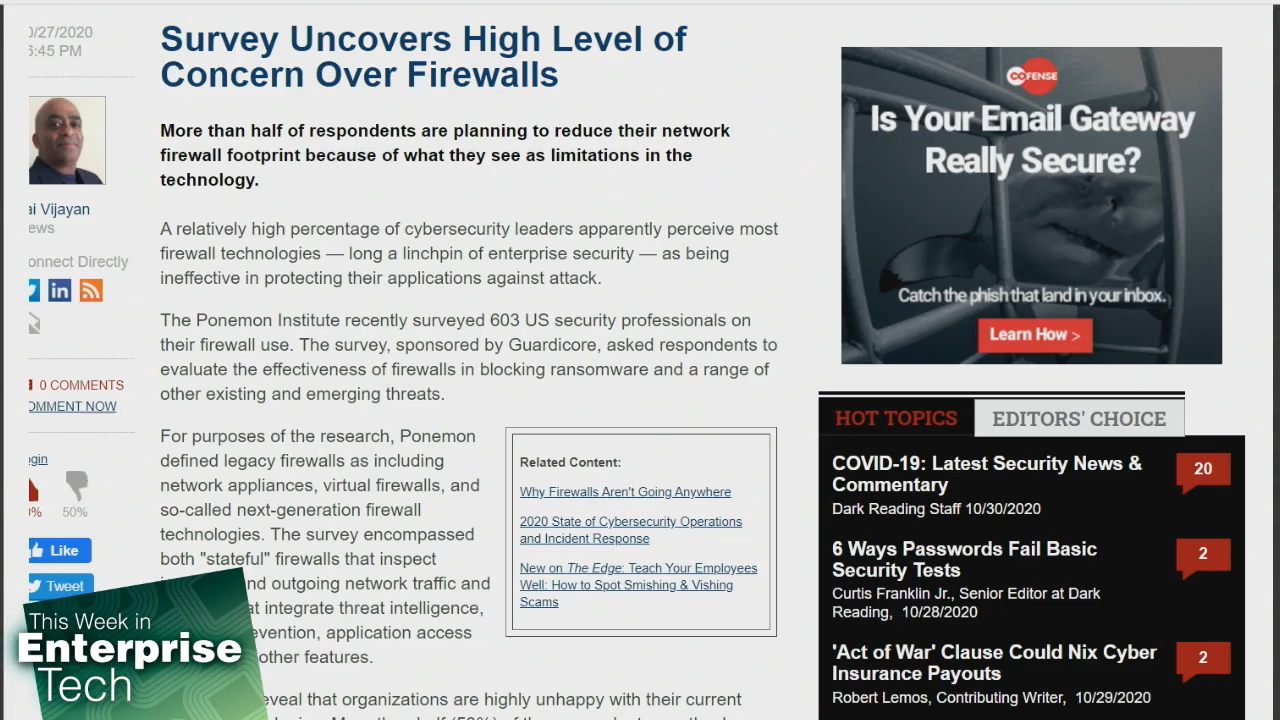 0/27/2020
6:45 PM
ai Vijayan
ews
onnect Directly
0 COMMENTS
OMMENT NOW
gin
0%
50%
Like
Tweet
Survey Uncovers High Level of
Concern Over Firewalls
More than half of respondents are planning to reduce their network
firewall footprint because of what they see as limitations in the
technology.
A relatively high percentage of cybersecurity leaders apparently perceive most
firewall technologies — long a linchpin of enterprise security — as being
ineffective in protecting their applications against attack.
The Ponemon Institute recently surveyed 603 US security professionals on
their firewall use. The survey, sponsored by Guardicore, asked respondents to
evaluate the effectiveness of firewalls in blocking ransomware and a range of
other existing and emerging threats.
For purposes of the research, Ponemon
defined legacy firewalls as including
network appliances, virtual firewalls, and
so-called next-generation firewall
technologies. The survey encompassed
both "stateful" firewalls that inspect
nd outgoing network traffic and
at integrate threat intelligence,
evention, application access
other features.
eveal that organizations are highly unhappy with their current
Related Content:
Why Firewalls Aren't Going Anywhere
2020 State of Cybersecurity Operations
and Incident Response
New on The Edge: Teach Your Employees
Well: How to Spot Smishing & Vishing
Scams
COFENSE
Is Your Email Gateway
Really Secure?
Catch the phish that land in your inbox.
Learn How >
HOT TOPICS
EDITORS' CHOICE
COVID-19: Latest Security News &
Commentary
Dark Reading Staff 10/30/2020
20
6 Ways Passwords Fail Basic
Security Tests
Curtis Franklin Jr., Senior Editor at Dark
Reading, 10/28/2020
2
'Act of War' Clause Could Nix Cyber
Insurance Payouts
Robert Lemos, Contributing Writer, 10/29/2020
2
This Week in
Enterprise
Tech